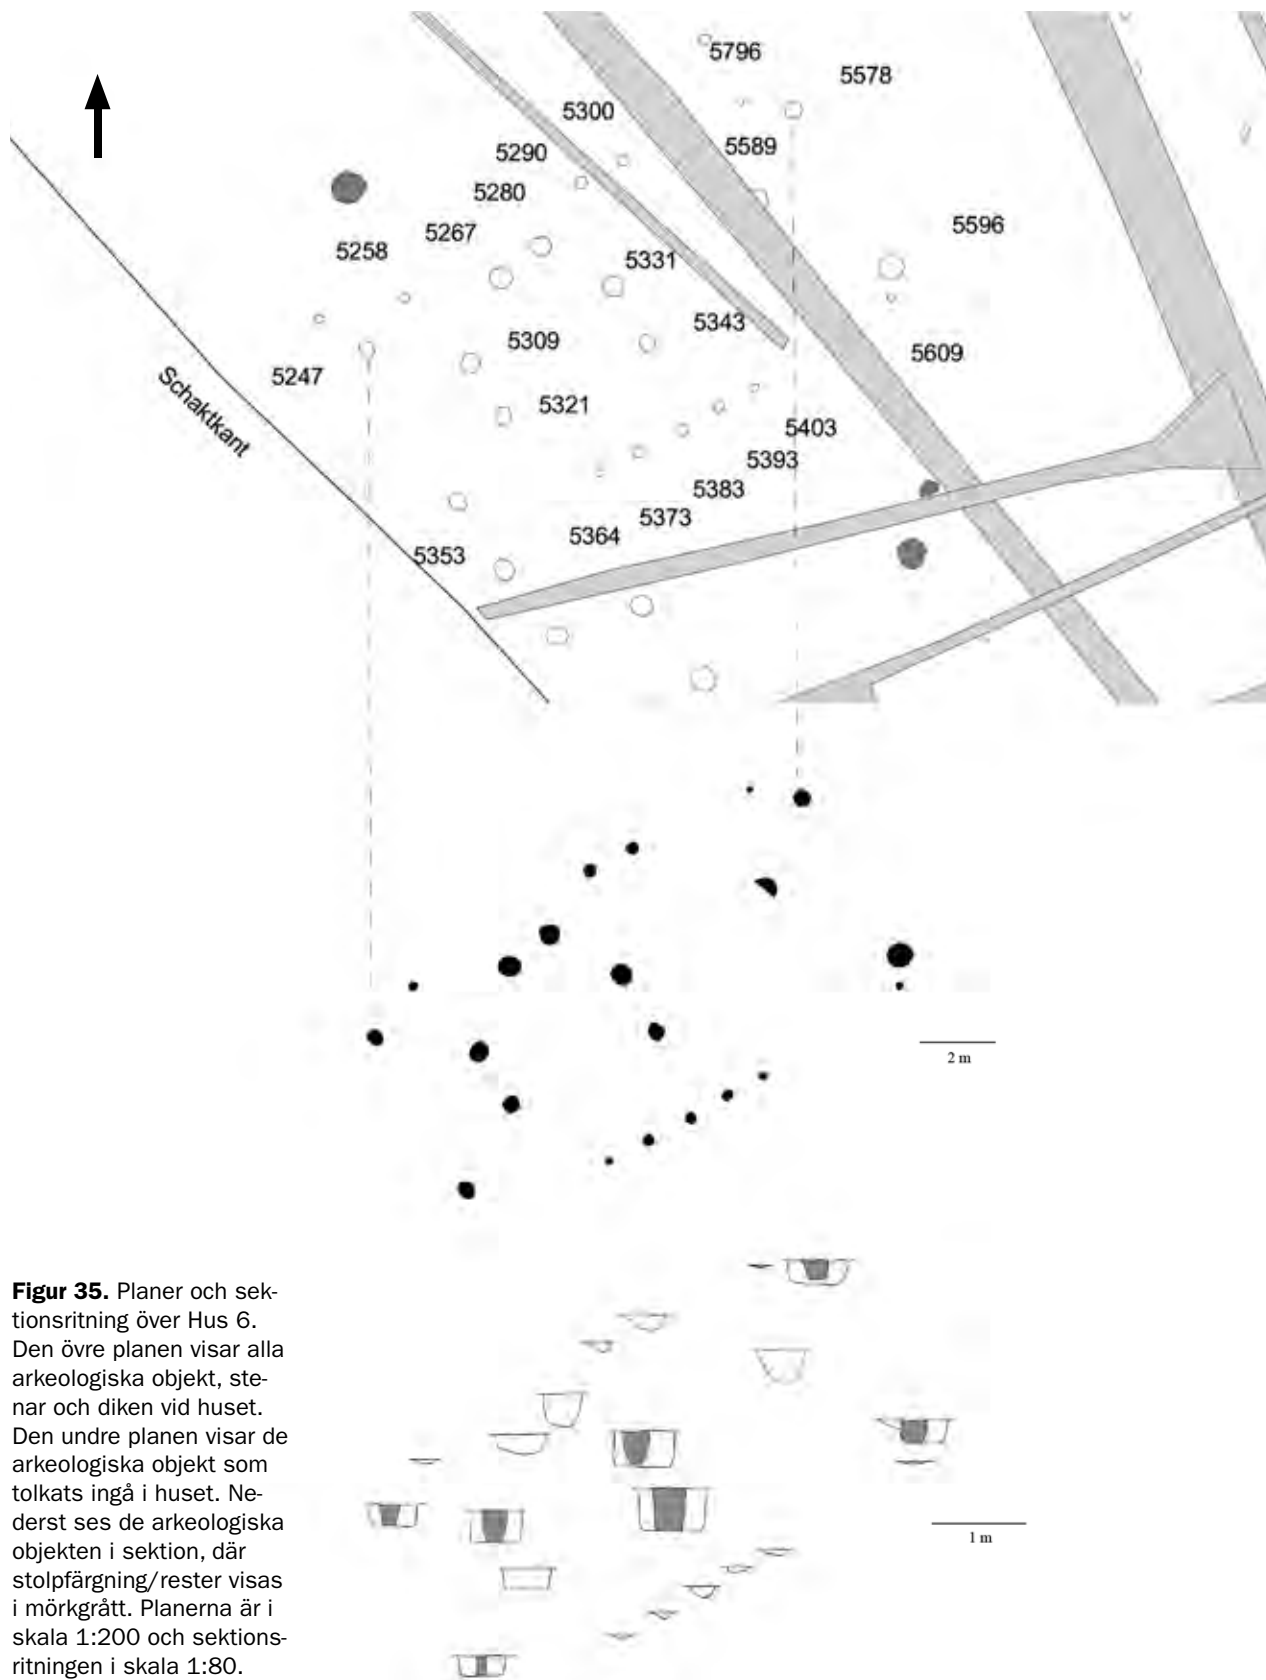 5796
5578
5300
5589
5290
5280
5596
5267
5258
5331
5343
5309
5609
5247
Schaktkant
5321
5403
5393
5383
5373
5364
5353
2 m
1 m
Figur 35. Planer och sek-
tionsritning över Hus 6.
Den övre planen visar alla
arkeologiska objekt, ste-
nar och diken vid huset.
Den undre planen visar de
arkeologiska objekt som
tolkats ingå i huset. Ne-
derst ses de arkeologiska
objekten i sektion, där
stolpfärgning/rester visas
i mörkgrått. Planerna är i
skala 1:200 och sektions-
ritningen i skala 1:80.